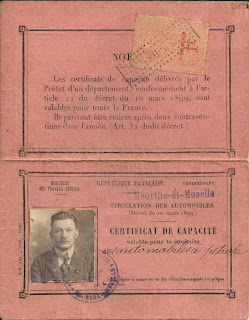 NOTA
Les certificats de capacité délivrés par le
Préfet d'un département, conformément à l'ar-
ticle 11 du décret du 10 mars 1899, sont
valables pour toute la France.
Ils peuvent être retirés après deux contraven-
tions dans l'année. (Art. 32 dudit décret.)
MINISTÈRE
DES TRAVAUX PUBLICS.
RÉPUBLIQUE FRANÇAISE.
DÉPARTEMENT
Meurthe-et-Moselle
CIRCULATION DES AUTOMOBILES.
(Décret du 10 mars 1899.)
CERTIFICAT DE CAPACITÉ
valable pour la conduite
automobiles à pétrole